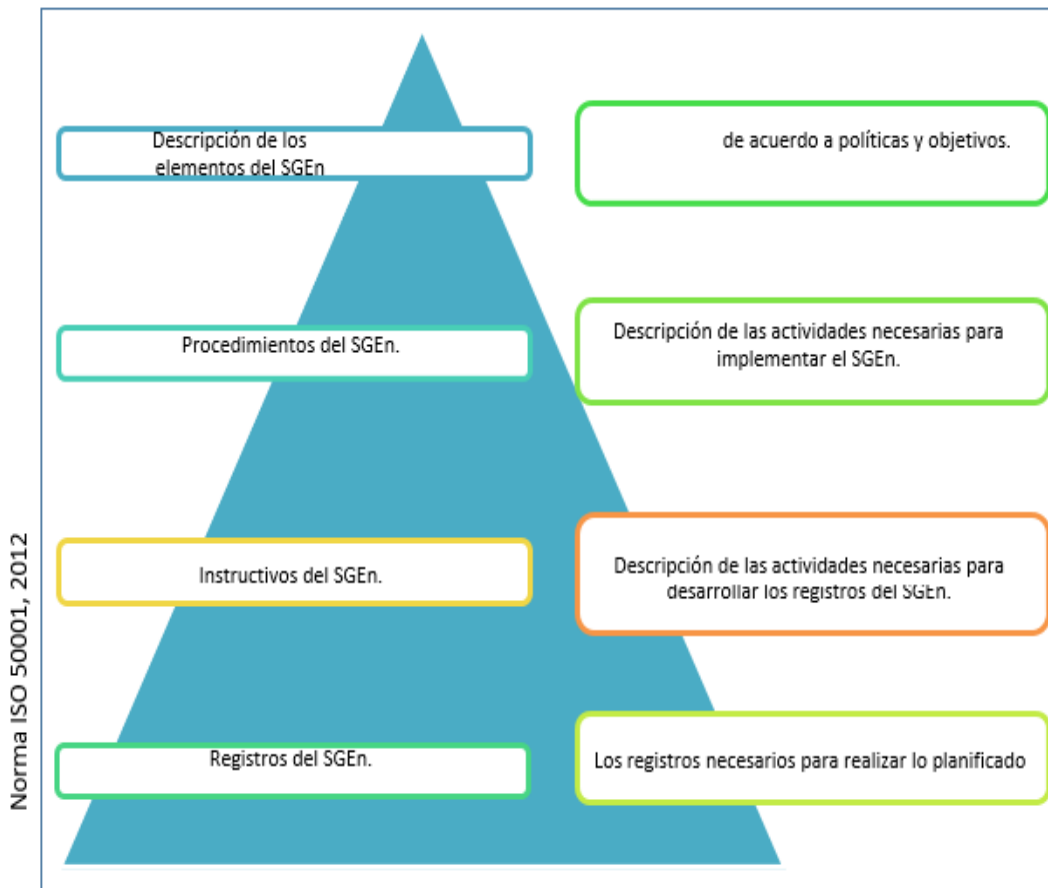 Descripción de los
elementos del SGEn
de acuerdo a políticas y objetivos.
Procedimientos del SGEn.
Descripción de las actividades necesarias para
implementar el SGEn.
Instructivos del SGEn.
Descripción de las actividades necesarias para
desarrollar los registros del SGEn.
Registros del SGEn.
Los registros necesarios para realizar lo planificado
Norma ISO 50001, 2012